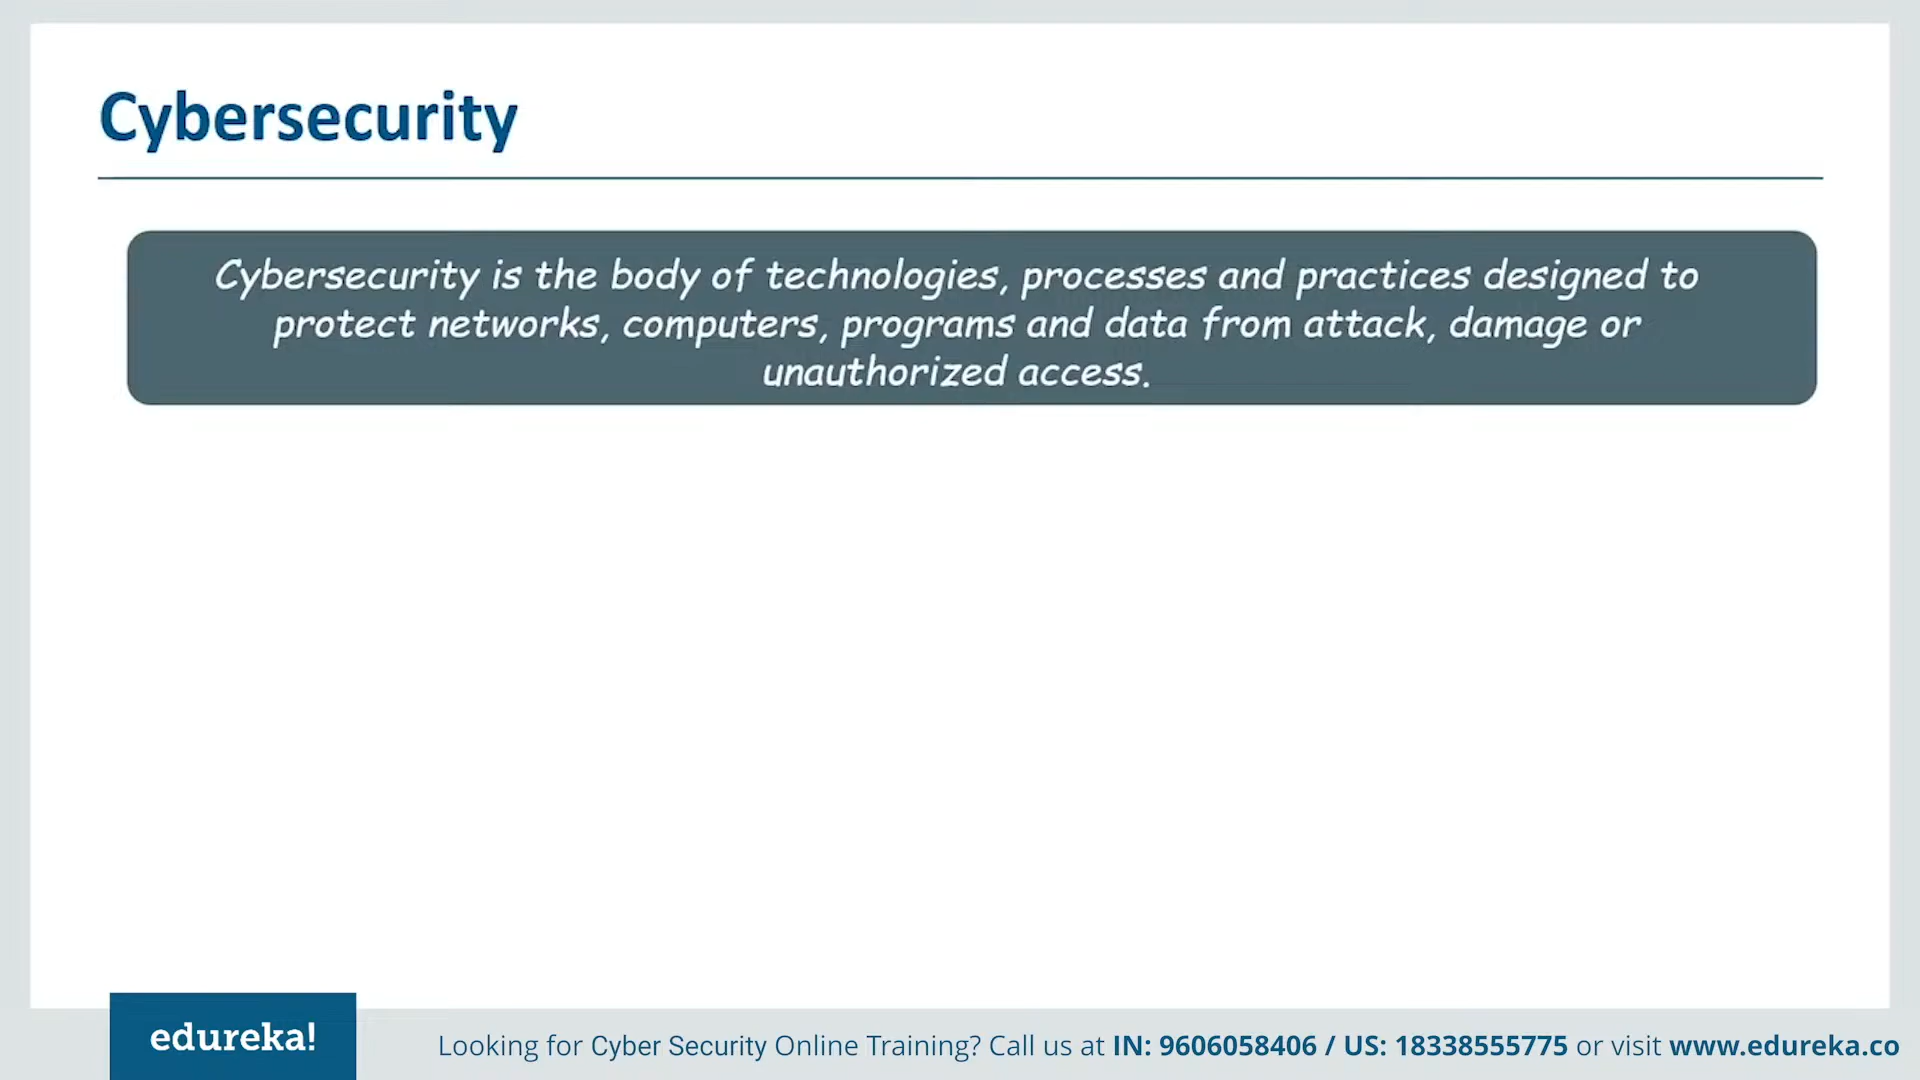 Cybersecurity
Cybersecurity is the body of technologies, processes and practices designed to
protect networks, computers, programs and data from attack, damage or
unauthorized access.
edureka!
Looking for Cyber Security Online Training? Call us at IN: 9606058406 / US: 18338555775 or visit www.edureka.co